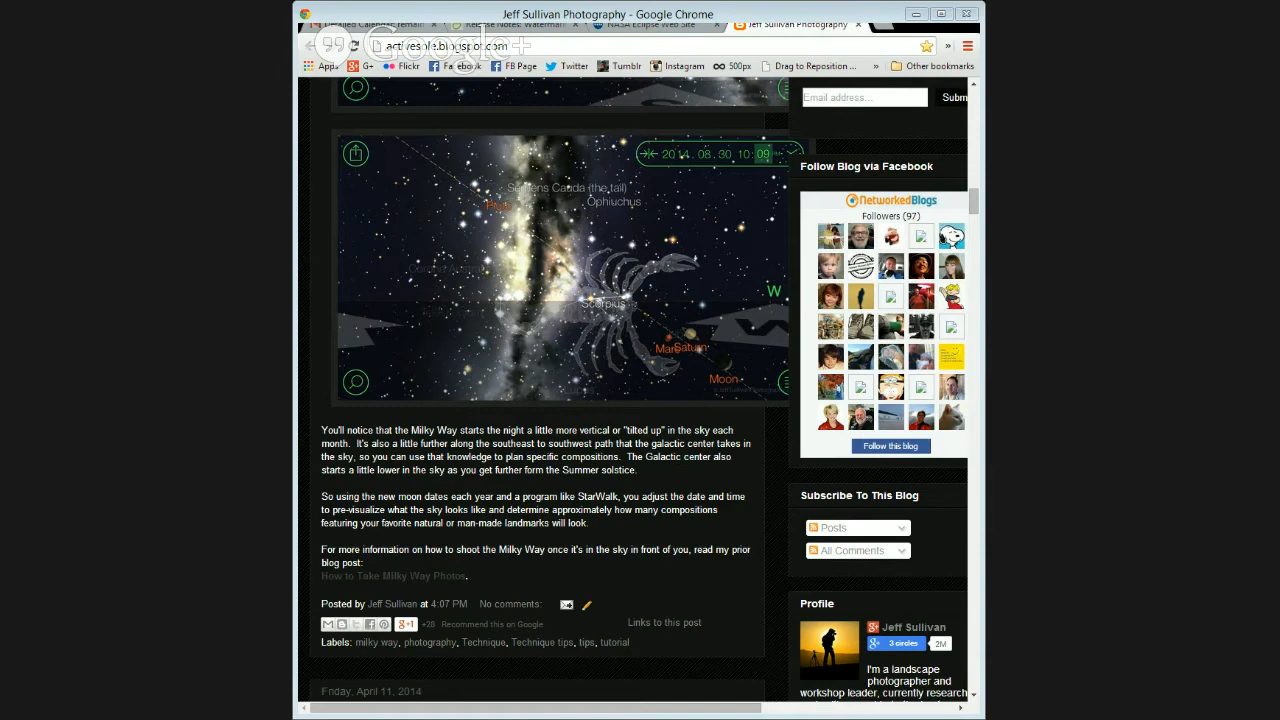 Jeff Sullivan Photography - Google Chrome
Jeff Sullivan Photography
Google+
activesole.blogspot.com
Apps G+ Flickr Facebook FB Page Twitter Tumblr Instagram 500px Drag to Reposition ... » Other bookmarks
Email address... Subm
2014.08.30 10:09
Serpens Cauda (the tail)
Ophiuchus
Pluto
W
Scorpius
Mars Saturn
Moon
Follow Blog via Facebook
NetworkedBlogs
Followers (97)
Follow this blog
You'll notice that the Milky Way starts the night a little more vertical or "tilted up" in the sky each
month. It's also a little further along the southeast to southwest path that the galactic center takes in
the sky, so you can use that knowledge to plan specific compositions. The Galactic center also
starts a little lower in the sky as you get further form the Summer solstice.
So using the new moon dates each year and a program like StarWalk, you adjust the date and time
to pre-visualize what the sky looks like and determine approximately how many compositions
featuring your favorite natural or man-made landmarks will look.
For more information on how to shoot the Milky Way once it's in the sky in front of you, read my prior
blog post:
How to Take Milky Way Photos.
Posted by Jeff Sullivan at 4:07 PM No comments:
+28 Recommend this on Google
Links to this post
Labels: milky way, photography, Technique, Technique tips, tips, tutorial
Friday, April 11, 2014
Subscribe To This Blog
Posts
All Comments
Profile
Jeff Sullivan
3 circles 2M
I'm a landscape
photographer and
workshop leader, currently research